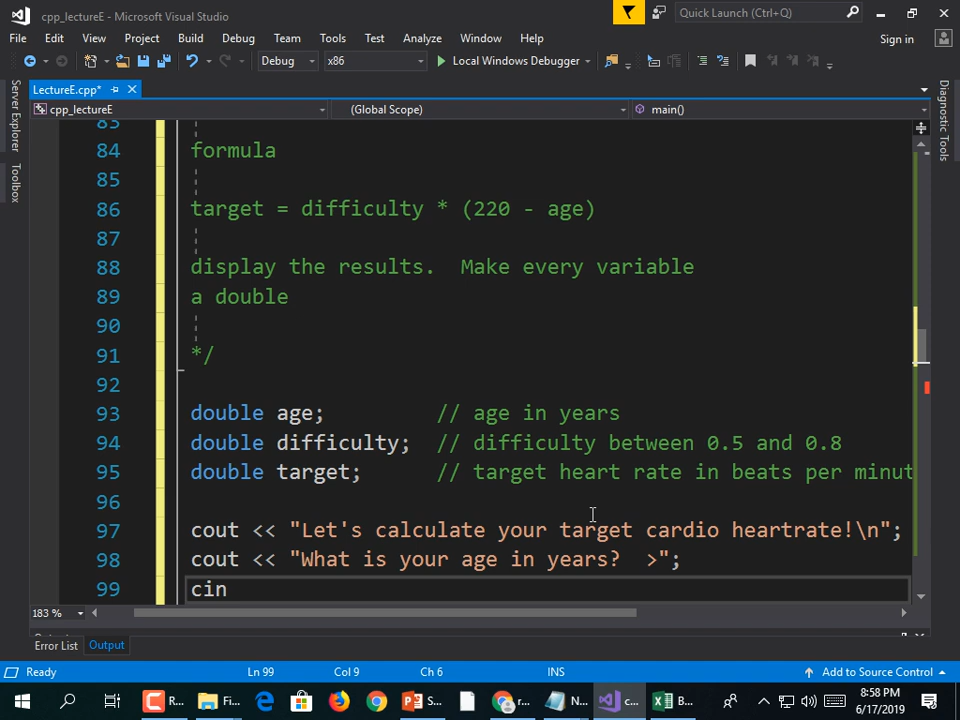 cpp_lectureE - Microsoft Visual Studio
Quick Launch (Ctrl+Q)
File Edit View Project Build Debug Team Tools Test Analyze Window Help
Sign in
Debug x86 Local Windows Debugger
LectureE.cpp*
cpp_lectureE (Global Scope) main()
Server Explorer
Toolbox
Diagnostic Tools
83
84 formula
85
86 target = difficulty * (220 - age)
87
88 display the results.  Make every variable
89 a double
90
91 */
92
93 double age;         // age in years
94 double difficulty;  // difficulty between 0.5 and 0.8
95 double target;      // target heart rate in beats per minut
96
97 cout << "Let's calculate your target cardio heartrate!\n";
98 cout << "What is your age in years?  >";
99 cin
183 %
Error List Output
Ready Ln 99 Col 9 Ch 6 INS Add to Source Control
R... Fi... S... r... N... c... B...
8:58 PM
6/17/2019